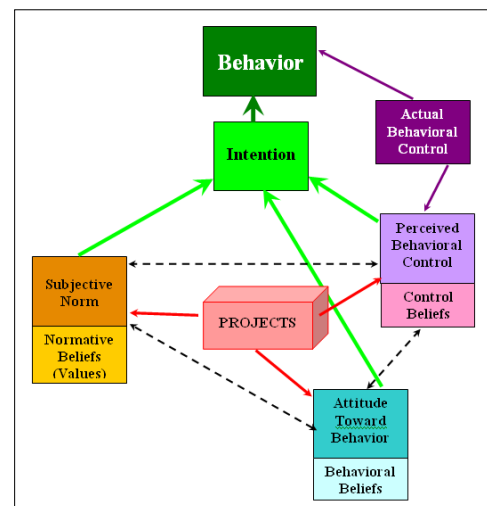 Behavior
Actual
Behavioral
Control
Intention
Perceived
Behavioral
Control
Subjective
Norm
Control
Beliefs
PROJECTS
Normative
Beliefs
(Values)
Attitude
Toward
Behavior
Behavioral
Beliefs